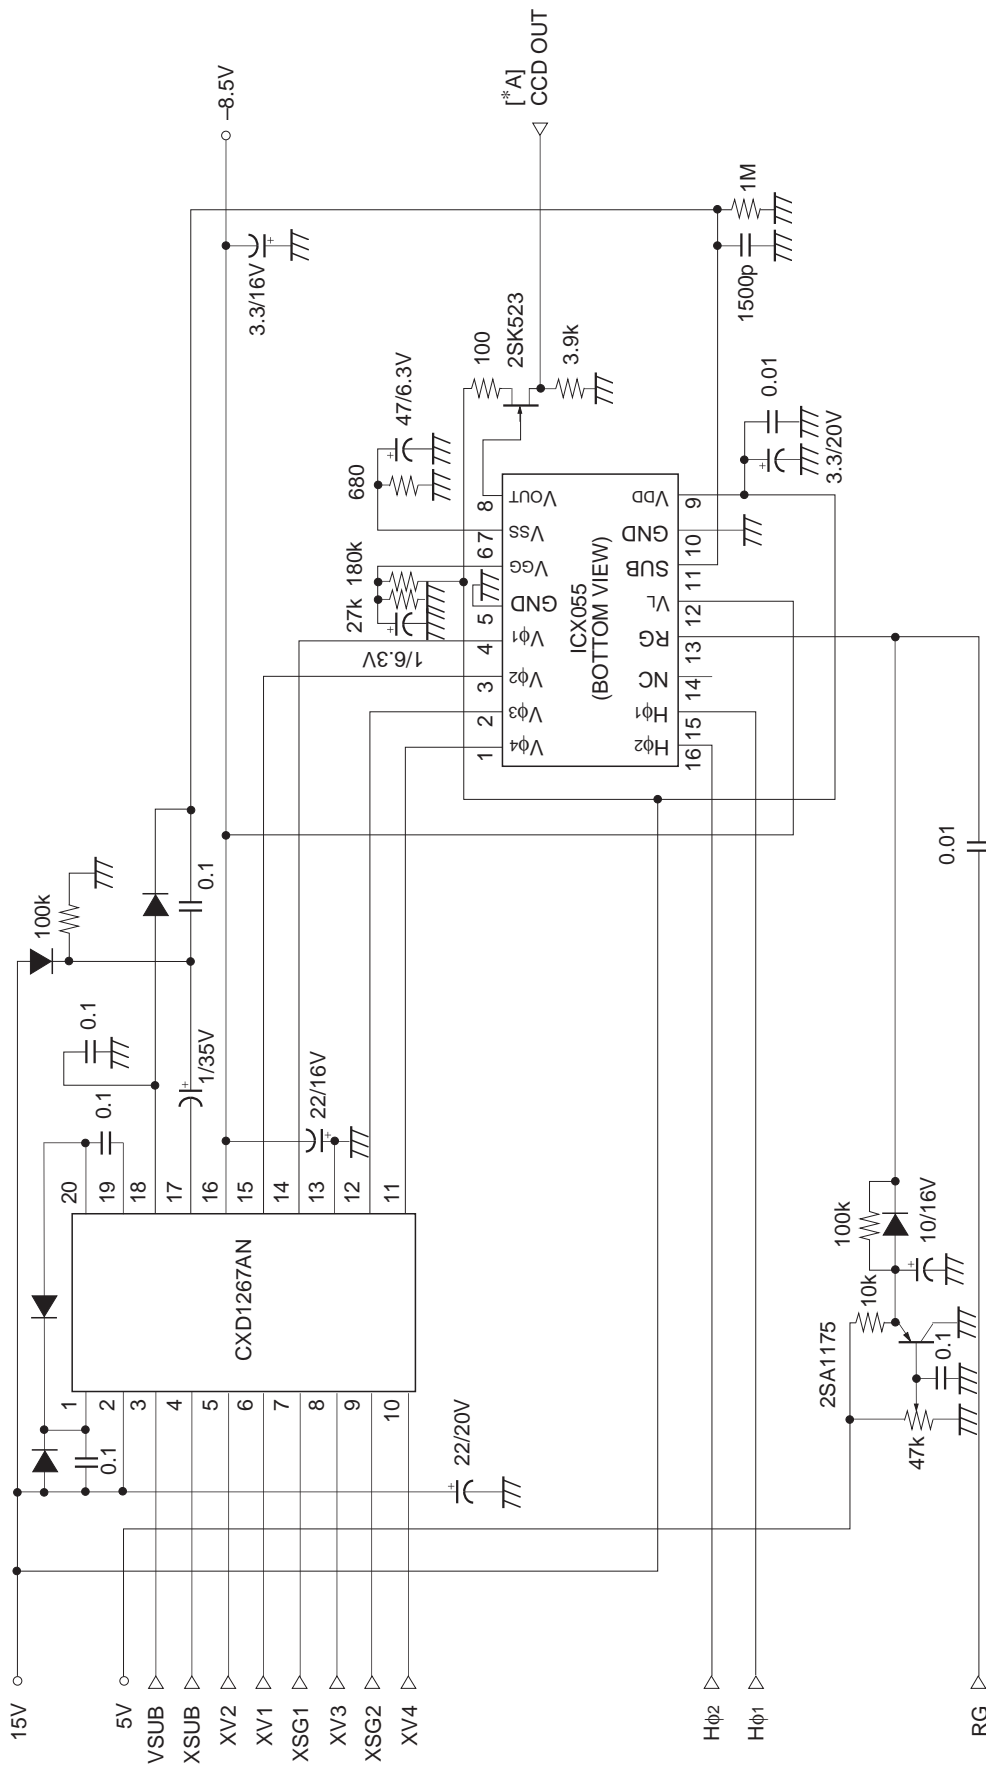 15V
5V
VSUB
XSUB
XV2
XV1
XSG1
XV3
XSG2
XV4
Hϕ2
Hϕ1
RG
CXD1267AN
1
2
3
4
5
6
7
8
9
10
20
19
18
17
16
15
14
13
12
11
0.1
22/20V
0.1
0.1
1/35V
22/16V
100k
0.1
–8.5V
3.3/16V
[*A]
CCD OUT
1M
1500p
100
2SK523
3.9k
47/6.3V
680
180k
27k
1/6.3V
0.01
3.3/20V
ICX055
(BOTTOM VIEW)
8 VOUT
7 VSS
6 VGG
5 GND
4 Vϕ1
3 Vϕ2
2 Vϕ3
1 Vϕ4
VDD 9
GND 10
SUB 11
VL 12
RG 13
NC 14
Hϕ1 15
Hϕ2 16
0.01
100k
10/16V
10k
2SA1175
0.1
47k